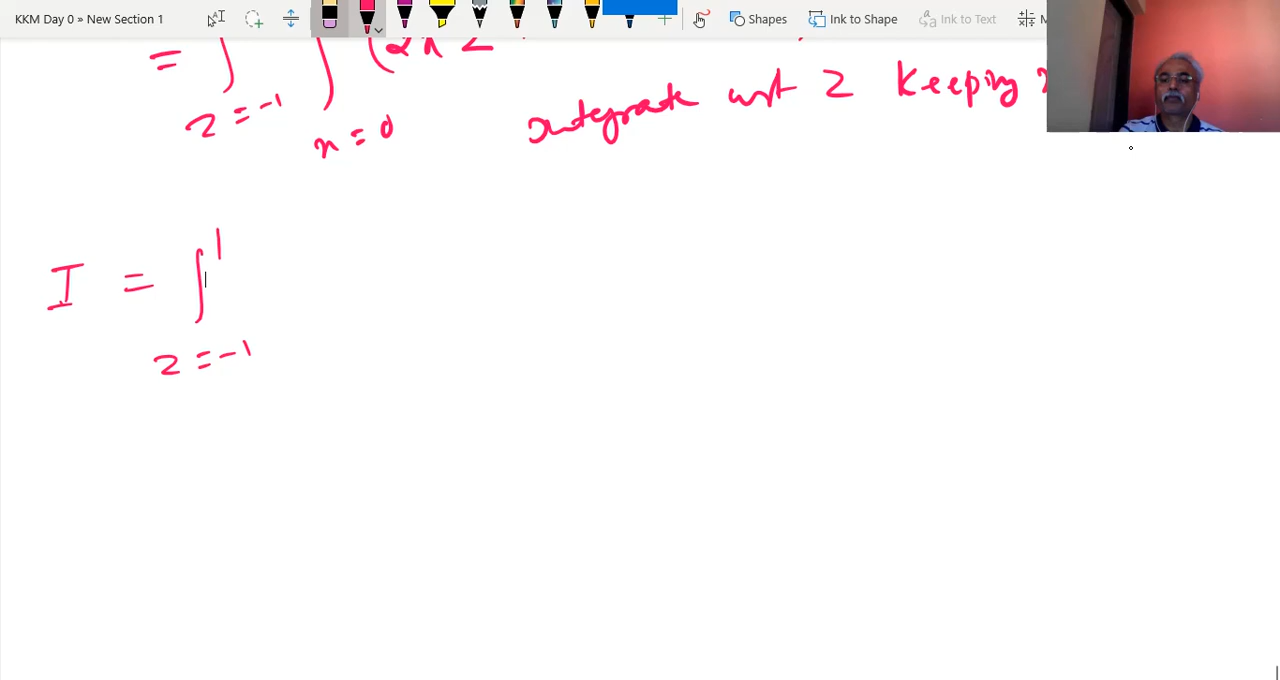 KKM Day 0 » New Section 1
Shapes
Ink to Shape
Ink to Text
= ∫ ∫ (2x z
z = -1
x = 0
integrate wrt z keeping
I = ∫ 1
z = -1